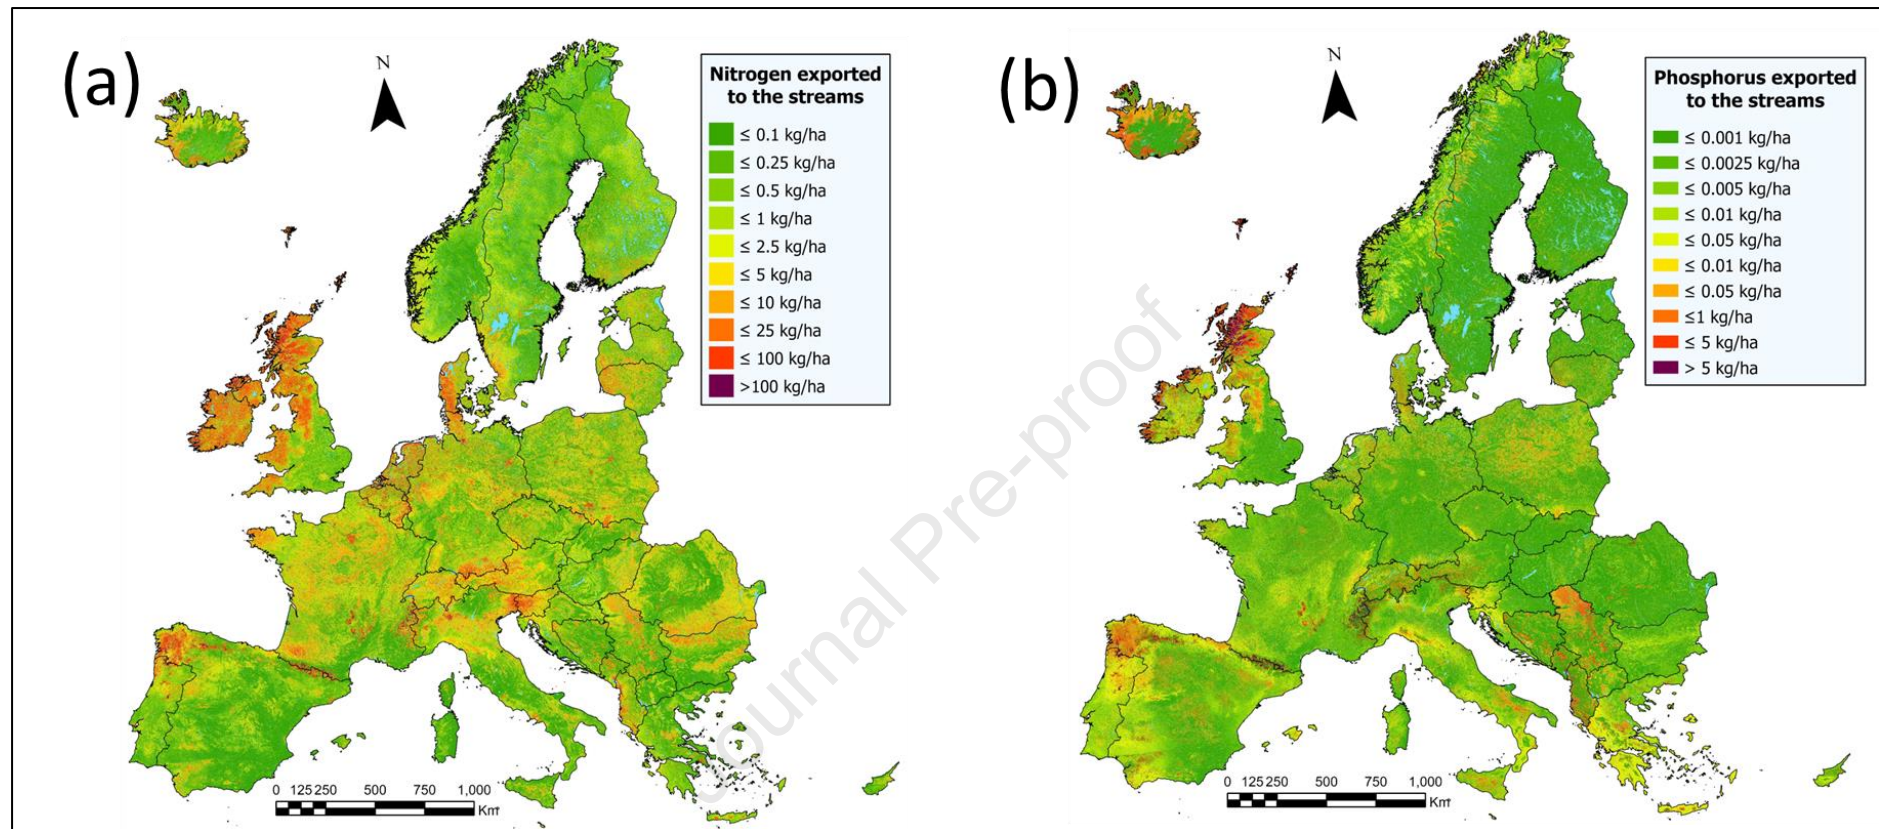 (a)
N
Nitrogen exported
to the streams
≤ 0.1 kg/ha
≤ 0.25 kg/ha
≤ 0.5 kg/ha
≤ 1 kg/ha
≤ 2.5 kg/ha
≤ 5 kg/ha
≤ 10 kg/ha
≤ 25 kg/ha
≤ 100 kg/ha
>100 kg/ha
0 125 250 500 750 1,000
Km
(b)
N
Phosphorus exported
to the streams
≤ 0.001 kg/ha
≤ 0.0025 kg/ha
≤ 0.005 kg/ha
≤ 0.01 kg/ha
≤ 0.05 kg/ha
≤ 0.01 kg/ha
≤ 0.05 kg/ha
≤1 kg/ha
≤ 5 kg/ha
> 5 kg/ha
0 125 250 500 750 1,000
Km
Journal Pre-proof